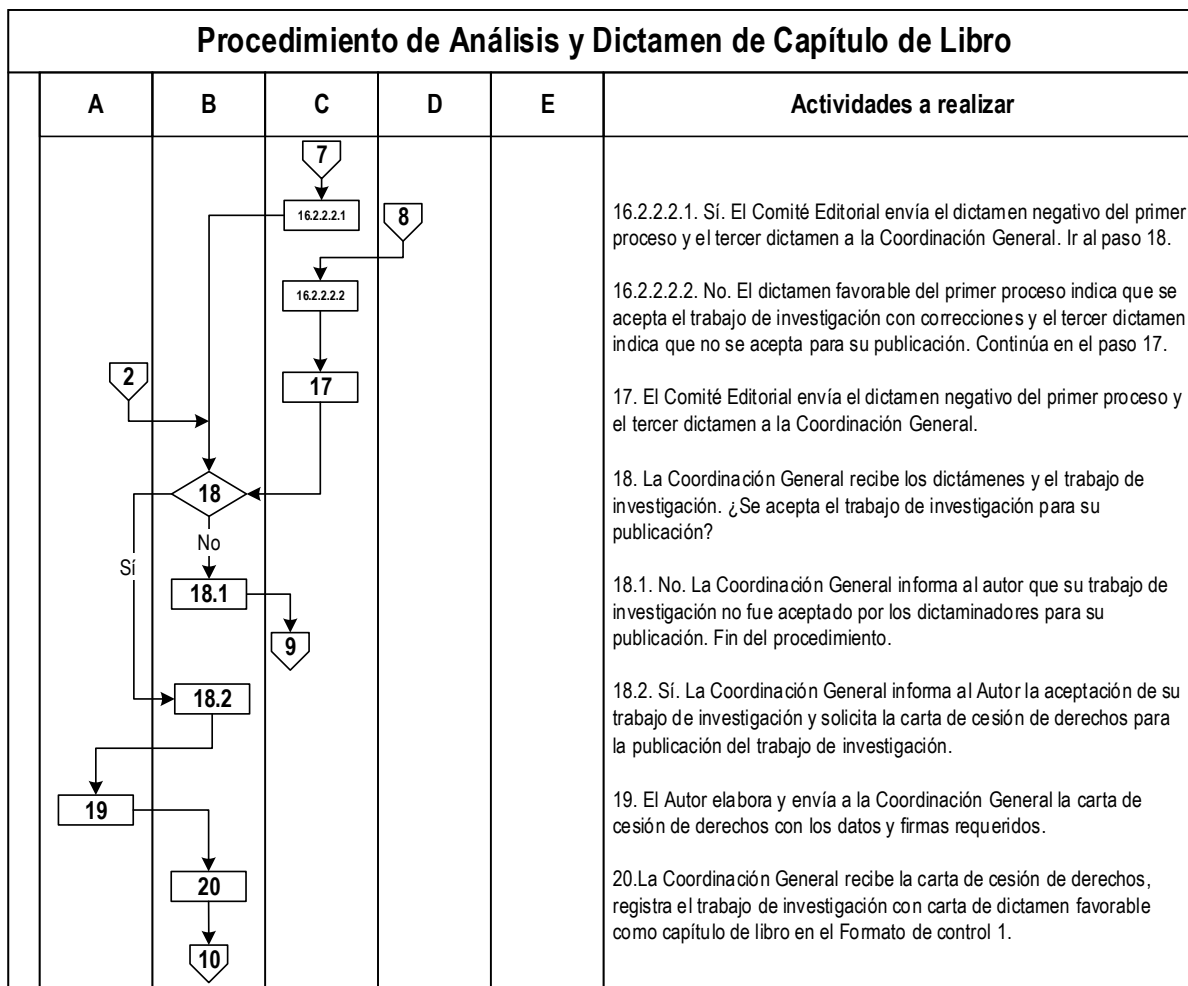 Procedimiento de Análisis y Dictamen de Capítulo de Libro
A B C D E Actividades a realizar
7
16.2.2.2.1
8
16.2.2.2.2
2
17
18
No
Sí
18.1
9
18.2
19
20
10
16.2.2.2.1. Sí. El Comité Editorial envía el dictamen negativo del primer
proceso y el tercer dictamen a la Coordinación General. Ir al paso 18.
16.2.2.2.2. No. El dictamen favorable del primer proceso indica que se
acepta el trabajo de investigación con correcciones y el tercer dictamen
indica que no se acepta para su publicación. Continúa en el paso 17.
17. El Comité Editorial envía el dictamen negativo del primer proceso y
el tercer dictamen a la Coordinación General.
18. La Coordinación General recibe los dictámenes y el trabajo de
investigación. ¿Se acepta el trabajo de investigación para su
publicación?
18.1. No. La Coordinación General informa al autor que su trabajo de
investigación no fue aceptado por los dictaminadores para su
publicación. Fin del procedimiento.
18.2. Sí. La Coordinación General informa al Autor la aceptación de su
trabajo de investigación y solicita la carta de cesión de derechos para
la publicación del trabajo de investigación.
19. El Autor elabora y envía a la Coordinación General la carta de
cesión de derechos con los datos y firmas requeridos.
20.La Coordinación General recibe la carta de cesión de derechos,
registra el trabajo de investigación con carta de dictamen favorable
como capítulo de libro en el Formato de control 1.